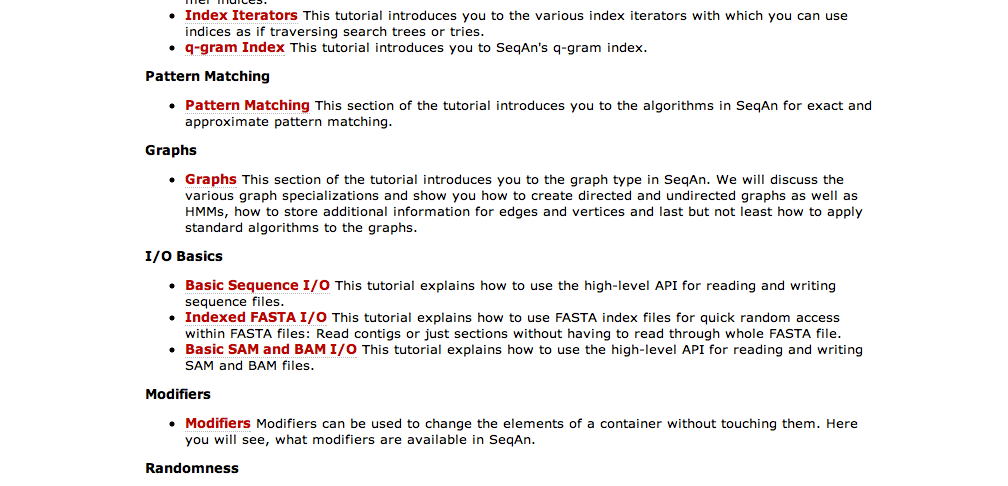 Index Iterators This tutorial introduces you to the various index iterators with which you can use
indices as if traversing search trees or tries.
q-gram Index This tutorial introduces you to SeqAn's q-gram index.
Pattern Matching
Pattern Matching This section of the tutorial introduces you to the algorithms in SeqAn for exact and
approximate pattern matching.
Graphs
Graphs This section of the tutorial introduces you to the graph type in SeqAn. We will discuss the
various graph specializations and show you how to create directed and undirected graphs as well as
HMMs, how to store additional information for edges and vertices and last but not least how to apply
standard algorithms to the graphs.
I/O Basics
Basic Sequence I/O This tutorial explains how to use the high-level API for reading and writing
sequence files.
Indexed FASTA I/O This tutorial explains how to use FASTA index files for quick random access
within FASTA files: Read contigs or just sections without having to read through whole FASTA file.
Basic SAM and BAM I/O This tutorial explains how to use the high-level API for reading and writing
SAM and BAM files.
Modifiers
Modifiers Modifiers can be used to change the elements of a container without touching them. Here
you will see, what modifiers are available in SeqAn.
Randomness